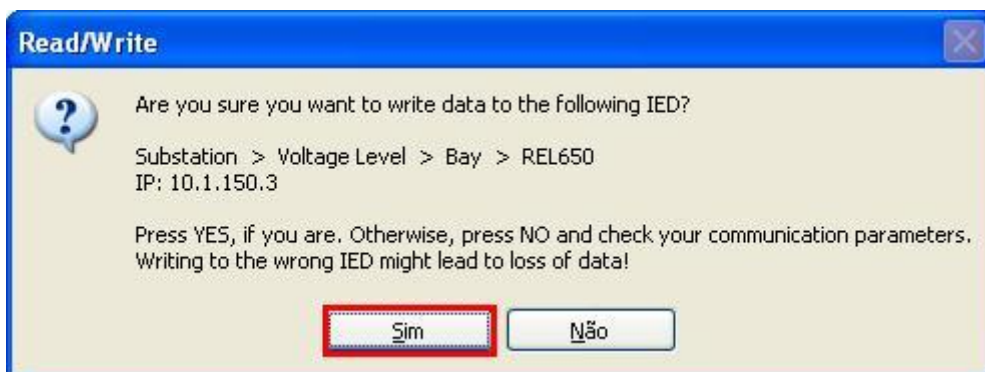 Read/Write
Are you sure you want to write data to the following IED?
Substation > Voltage Level > Bay > REL650
IP: 10.1.150.3
Press YES, if you are. Otherwise, press NO and check your communication parameters.
Writing to the wrong IED might lead to loss of data!
Sim
Não